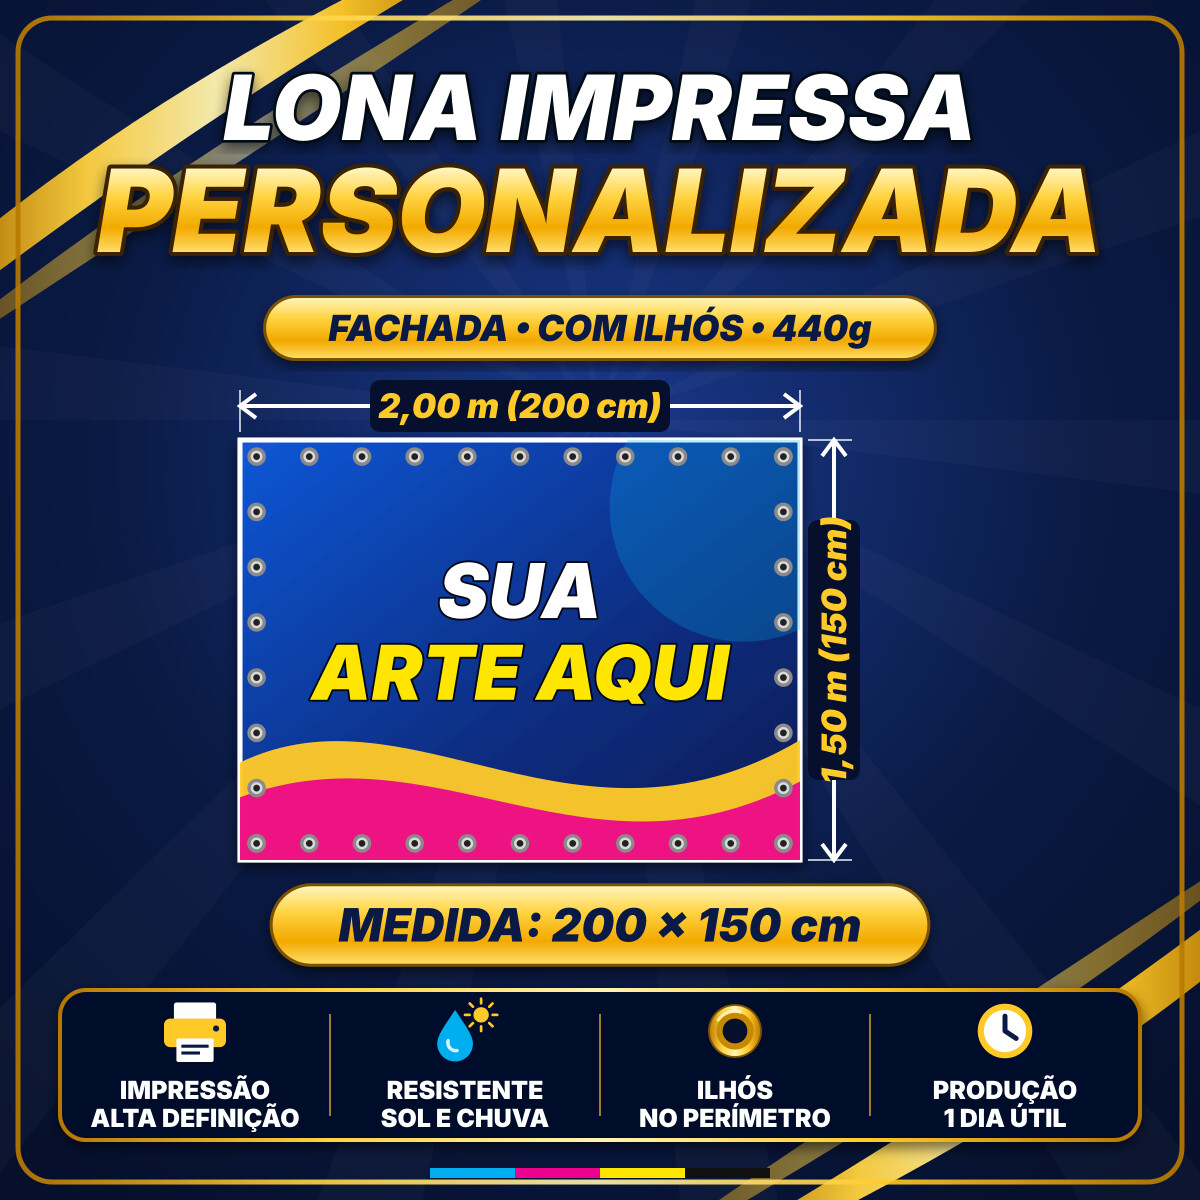 LONA IMPRESSA
PERSONALIZADA
FACHADA • COM ILHÓS • 440g
2,00 m (200 cm)
1,50 m (150 cm)
SUA
ARTE AQUI
MEDIDA: 200 × 150 cm
IMPRESSÃO
ALTA DEFINIÇÃO
RESISTENTE
SOL E CHUVA
ILHÓS
NO PERÍMETRO
PRODUÇÃO
1 DIA ÚTIL